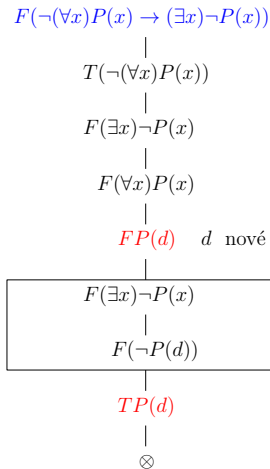 F(¬(∀x)P(x) → (∃x)¬P(x))
T(¬(∀x)P(x))
F(∃x)¬P(x)
F(∀x)P(x)
FP(d) d nové
F(∃x)¬P(x)
F(¬P(d))
TP(d)
⊗